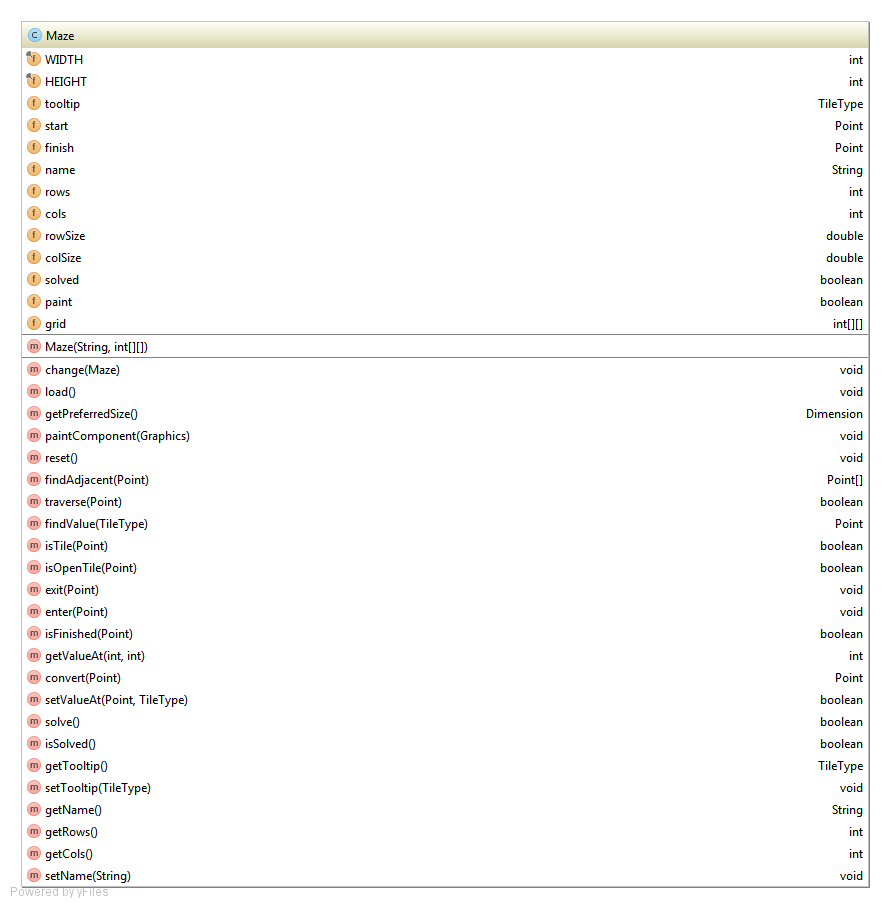 C Maze
f WIDTH int
f HEIGHT int
f tooltip TileType
f start Point
f finish Point
f name String
f rows int
f cols int
f rowSize double
f colSize double
f solved boolean
f paint boolean
f grid int[][]
m Maze(String, int[][])
m change(Maze) void
m load() void
m getPreferredSize() Dimension
m paintComponent(Graphics) void
m reset() void
m findAdjacent(Point) Point[]
m traverse(Point) boolean
m findValue(TileType) Point
m isTile(Point) boolean
m isOpenTile(Point) boolean
m exit(Point) void
m enter(Point) void
m isFinished(Point) boolean
m getValueAt(int, int) int
m convert(Point) Point
m setValueAt(Point, TileType) boolean
m solve() boolean
m isSolved() boolean
m getTooltip() TileType
m setTooltip(TileType) void
m getName() String
m getRows() int
m getCols() int
m setName(String) void
Powered by yFiles